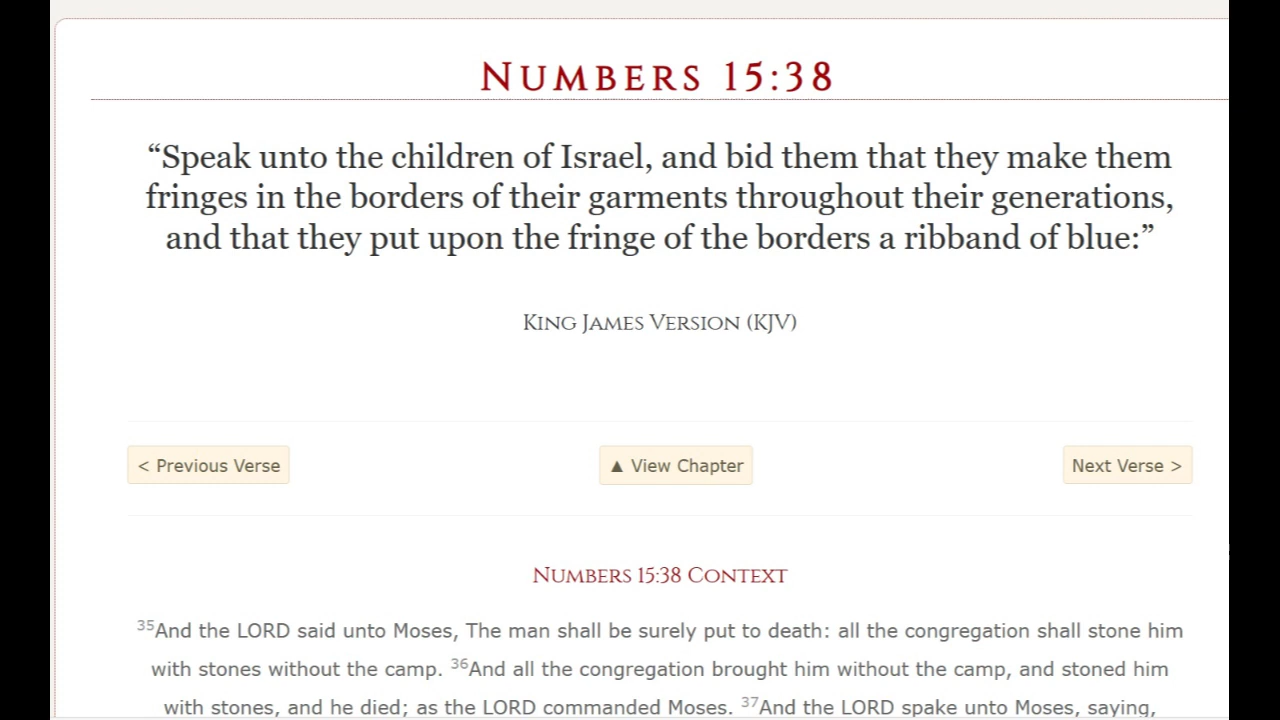 Numbers 15:38
“Speak unto the children of Israel, and bid them that they make them
fringes in the borders of their garments throughout their generations,
and that they put upon the fringe of the borders a ribband of blue:”
King James Version (KJV)
< Previous Verse
▲ View Chapter
Next Verse >
Numbers 15:38 Context
35And the LORD said unto Moses, The man shall be surely put to death: all the congregation shall stone him
with stones without the camp. 36And all the congregation brought him without the camp, and stoned him
with stones, and he died; as the LORD commanded Moses. 37And the LORD spake unto Moses, saying,